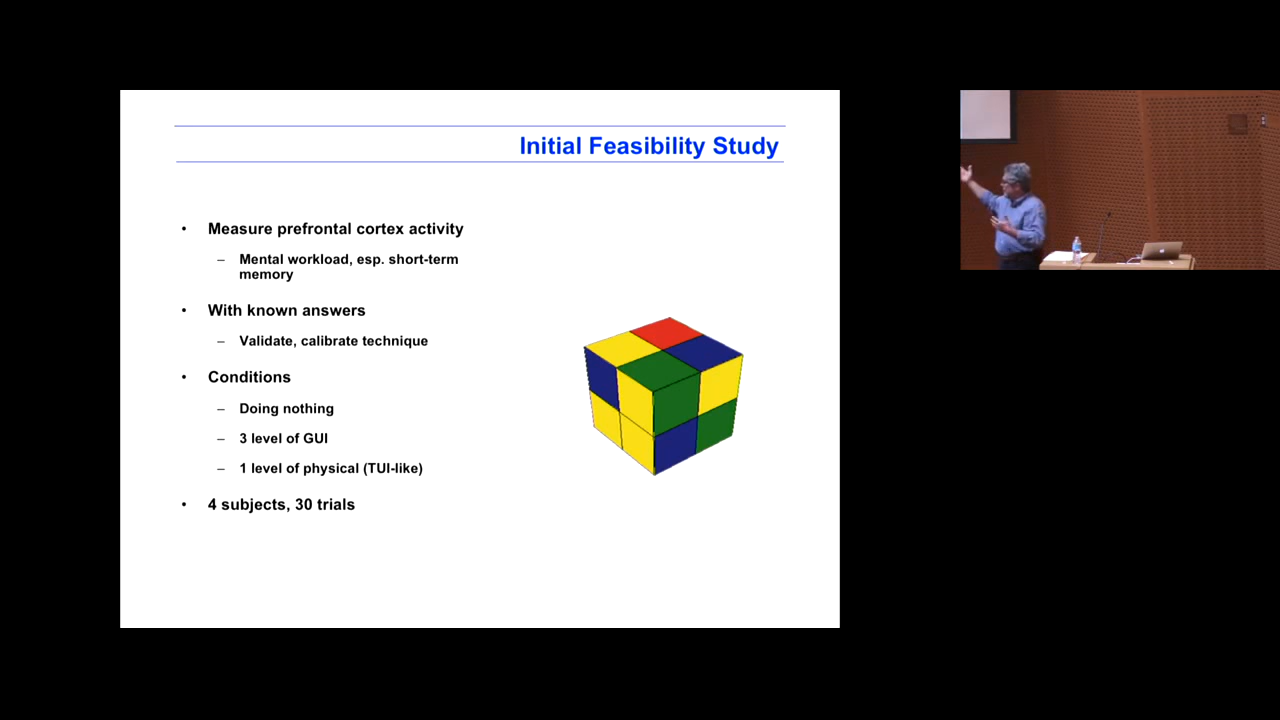 Initial Feasibility Study
• Measure prefrontal cortex activity
– Mental workload, esp. short-term
memory
• With known answers
– Validate, calibrate technique
• Conditions
– Doing nothing
– 3 level of GUI
– 1 level of physical (TUI-like)
• 4 subjects, 30 trials